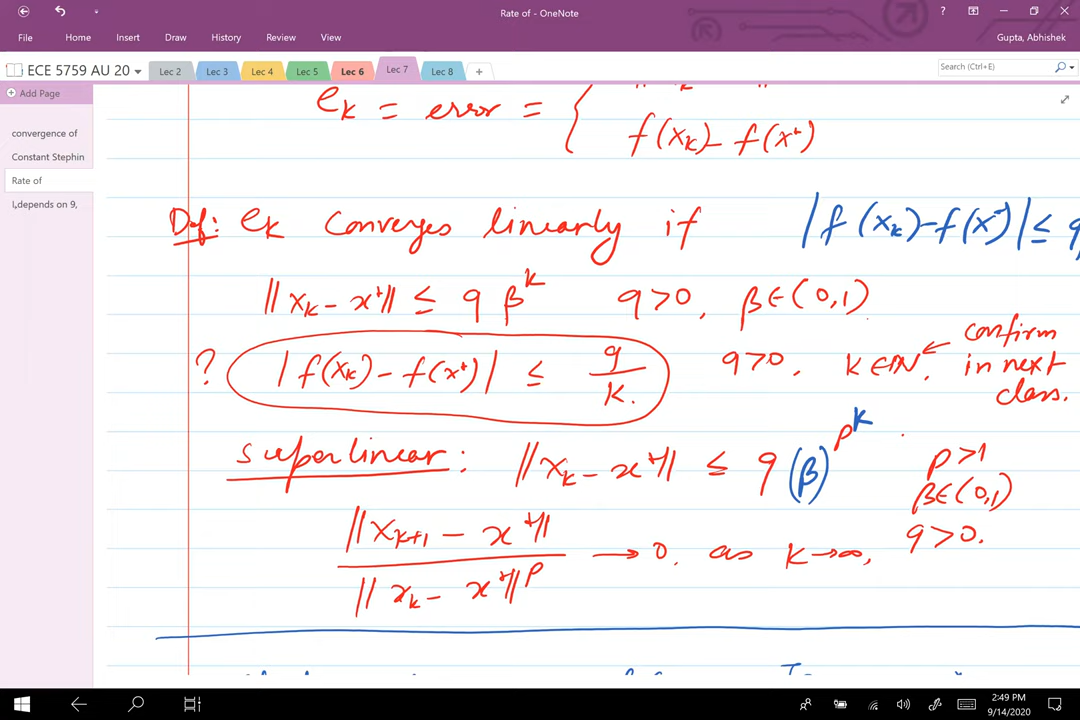 Rate of - OneNote
Gupta, Abhishek
File Home Insert Draw History Review View
ECE 5759 AU 20 Lec 2 Lec 3 Lec 4 Lec 5 Lec 6 Lec 7 Lec 8 +
Search (Ctrl+E)
Add Page
convergence of
Constant Stephin
Rate of
I,depends on 9,
e_k = error = {
f(x_k) - f(x*)
Def: e_k converges linearly if |f(x_k) - f(x*)| ≤ q
||x_k - x*|| ≤ q β^k q>0, β∈(0,1)
? |f(x_k) - f(x*)| ≤ q/k. q>0, k∈ℕ. ← confirm in next class.
superlinear: ||x_k - x*|| ≤ q (β)^p^k. p>1 β∈(0,1) q>0.
||x_{k+1} - x*|| / ||x_k - x*||^p → 0, as k→∞,
2:49 PM
9/14/2020